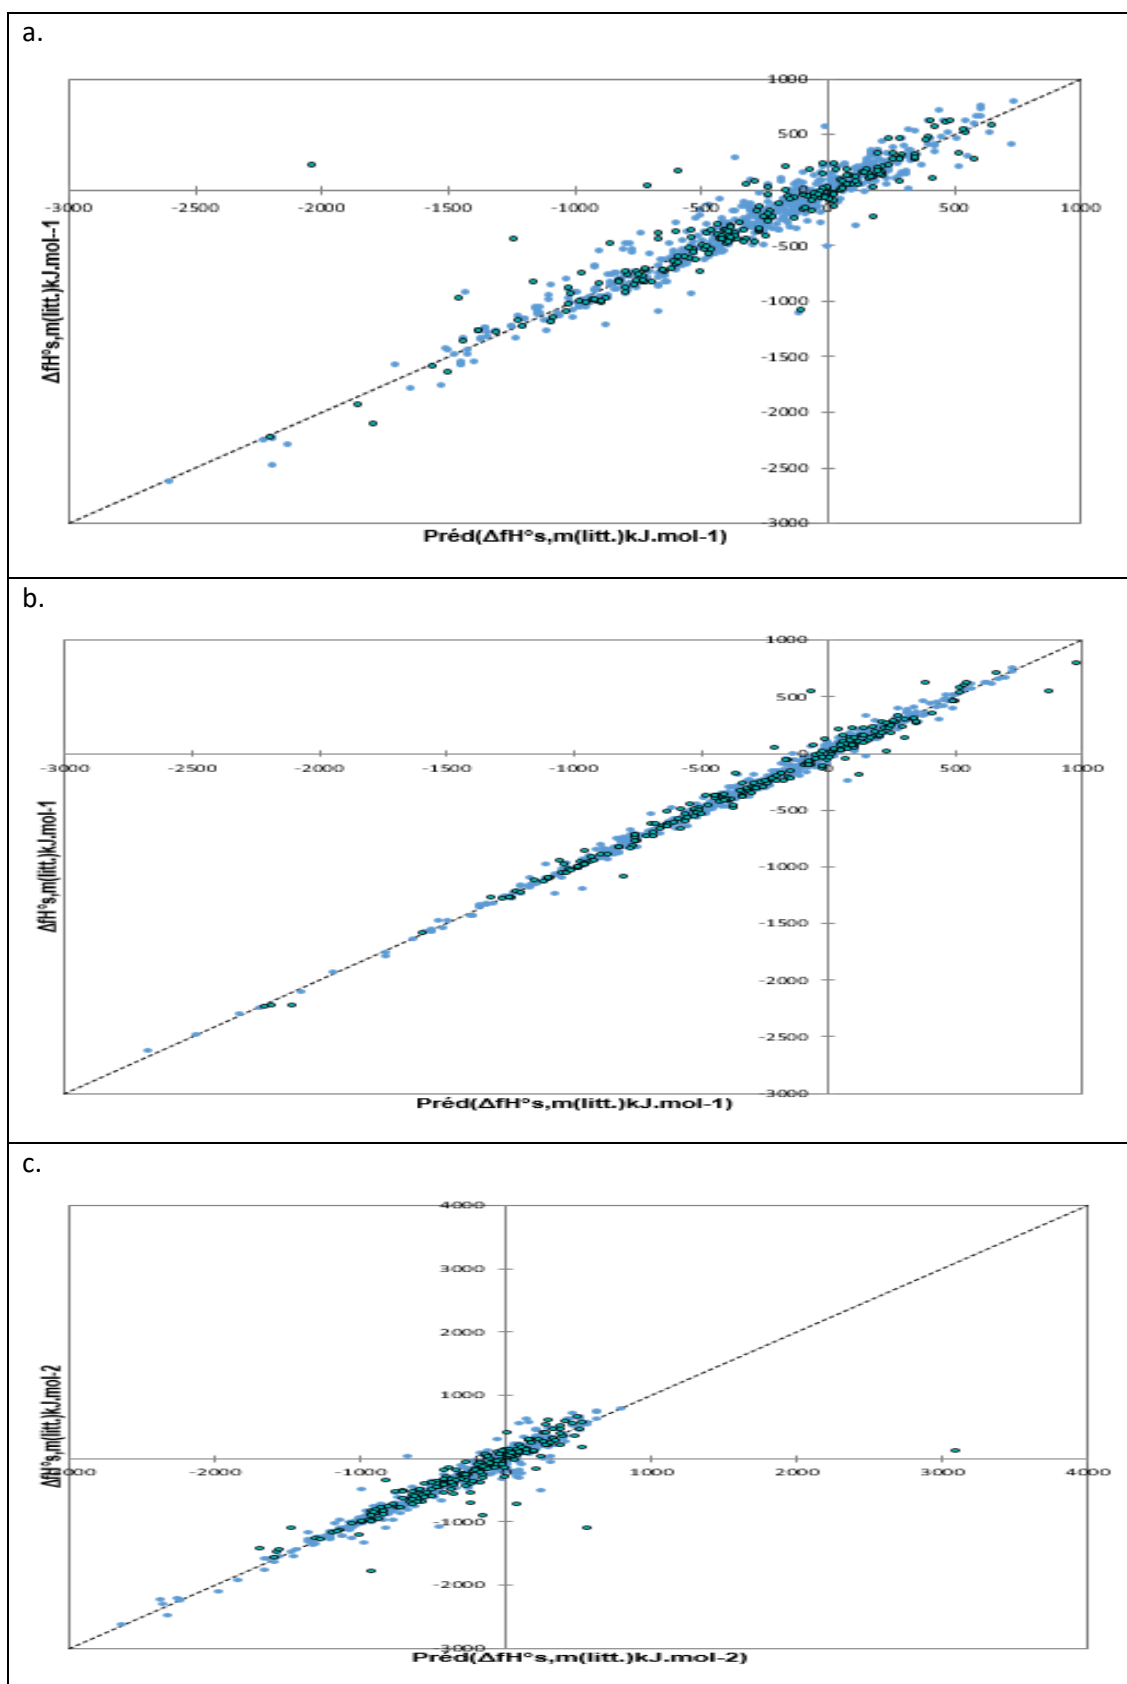 a.
1000
500
-3000 -2500 -2000 -1500 -1000 -500 0 500 1000
-500
-1000
-1500
-2000
-2500
-3000
ΔfH°s,m(litt.)kJ.mol--1
Préd(ΔfH°s,m(litt.)kJ.mol-1)
b.
1000
500
-3000 -2500 -2000 -1500 -1000 -500 0 500 1000
-500
-1000
-1500
-2000
-2500
-3000
ΔfH°s,m(litt.)kJ.mol-1
Préd(ΔfH°s,m(litt.)kJ.mol-1)
c.
4000
3000
2000
1000
-3000 -2000 -1000 0 1000 2000 3000 4000
-1000
-2000
-3000
ΔfH°s,m(litt.)kJ.mol-2
Préd(ΔfH°s,m(litt.)kJ.mol-2)